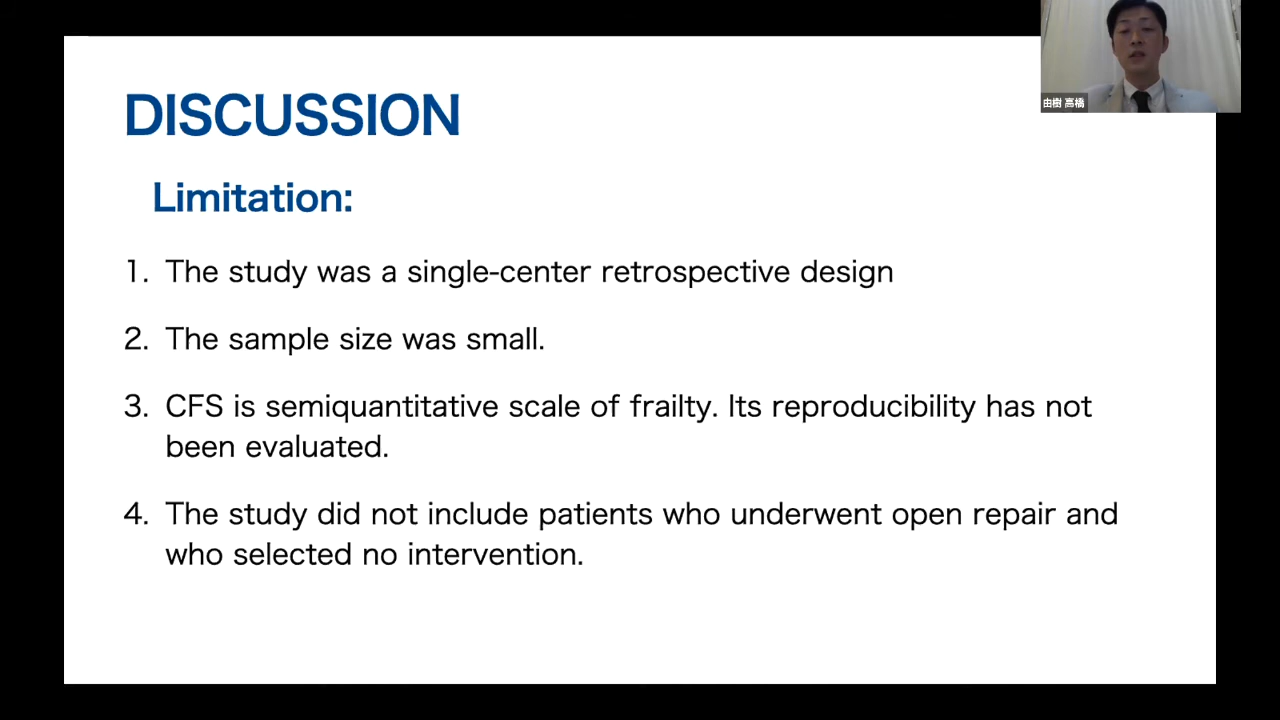 DISCUSSION
由樹 高橋
Limitation:
1. The study was a single-center retrospective design
2. The sample size was small.
3. CFS is semiquantitative scale of frailty. Its reproducibility has not
been evaluated.
4. The study did not include patients who underwent open repair and
who selected no intervention.